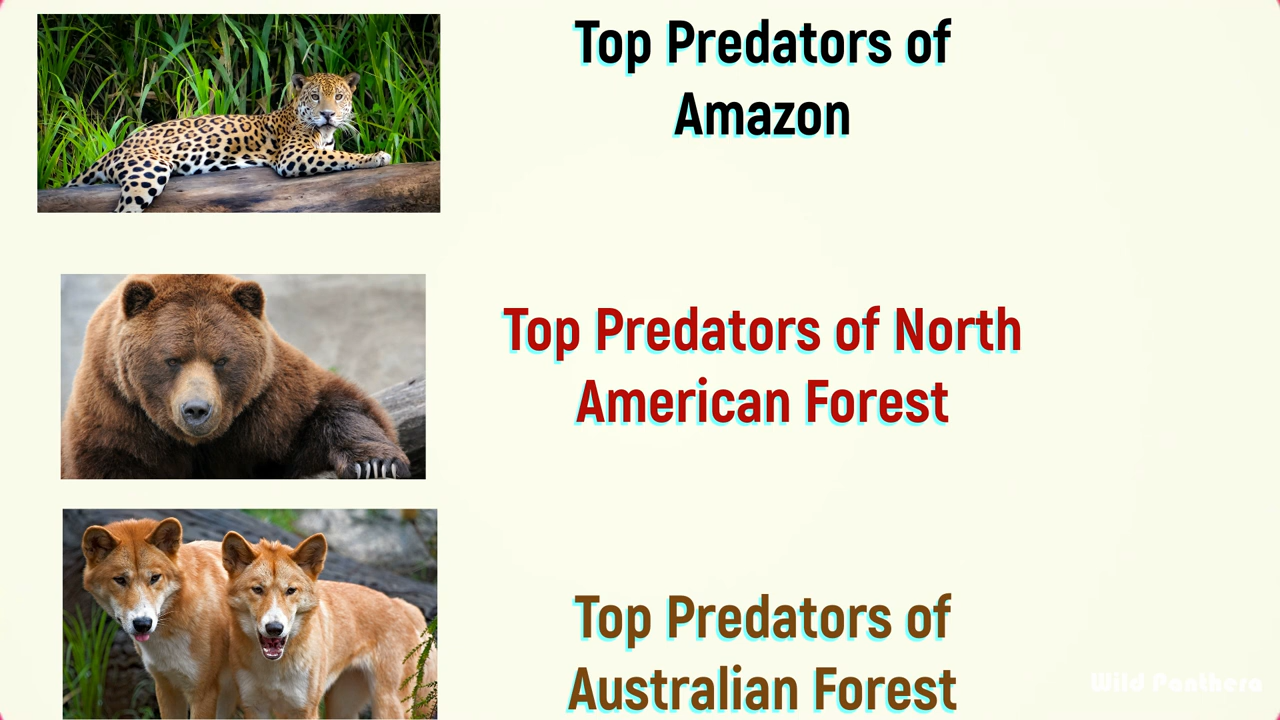 Top Predators of
Amazon
Top Predators of North
American Forest
Top Predators of
Australian Forest
Wild Panthera